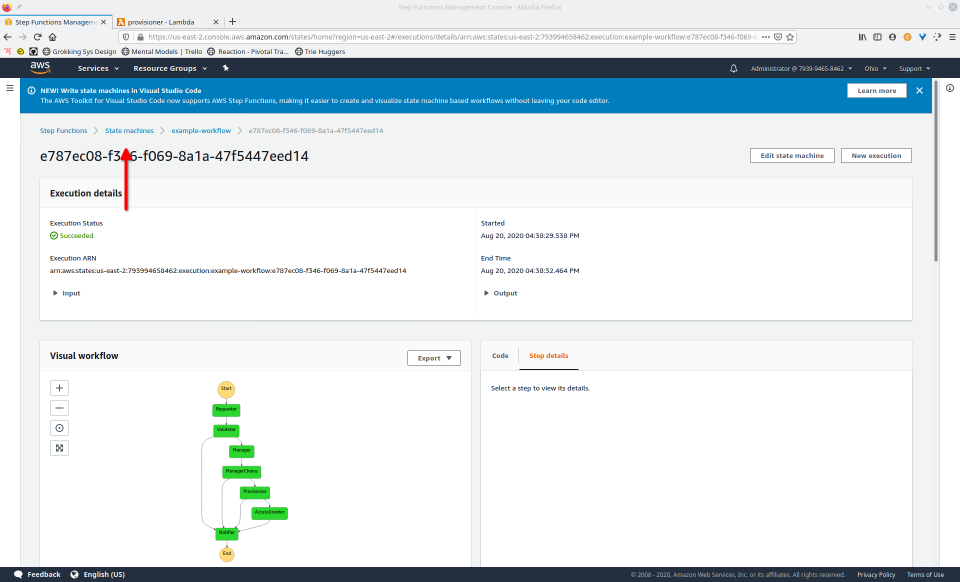 Step Functions Management Console - Mozilla Firefox
Step Functions Manageme
provisioner - Lambda
https://us-east-2.console.aws.amazon.com/states/home?region=us-east-2#/executions/details/arn:aws:states:us-east-2:793994658462:execution:example-workflow:e787ec08-f346-f069-8
Grokking Sys Design
Mental Models | Trello
Reaction - Pivotal Tra...
Trie Huggers
aws
Services
Resource Groups
Administrator @ 7939-9465-8462
Ohio
Support
NEW! Write state machines in Visual Studio Code
The AWS Toolkit for Visual Studio Code now supports AWS Step Functions, making it easier to create and visualize state machine based workflows without leaving your code editor.
Learn more
Step Functions
State machines
example-workflow
e787ec08-f346-f069-8a1a-47f5447eed14
e787ec08-f346-f069-8a1a-47f5447eed14
Edit state machine
New execution
Execution details
Execution Status
Succeeded
Execution ARN
arn:aws:states:us-east-2:793994658462:execution:example-workflow:e787ec08-f346-f069-8a1a-47f5447eed14
Input
Started
Aug 20, 2020 04:38:29.538 PM
End Time
Aug 20, 2020 04:38:32.464 PM
Output
Visual workflow
Export
Start
Requester
Validator
Manager
ManagerChoice
Provisioner
AccessGranter
Notifier
End
Code
Step details
Select a step to view its details.
Feedback
English (US)
© 2008 - 2020, Amazon Web Services, Inc. or its affiliates. All rights reserved.
Privacy Policy
Terms of Use